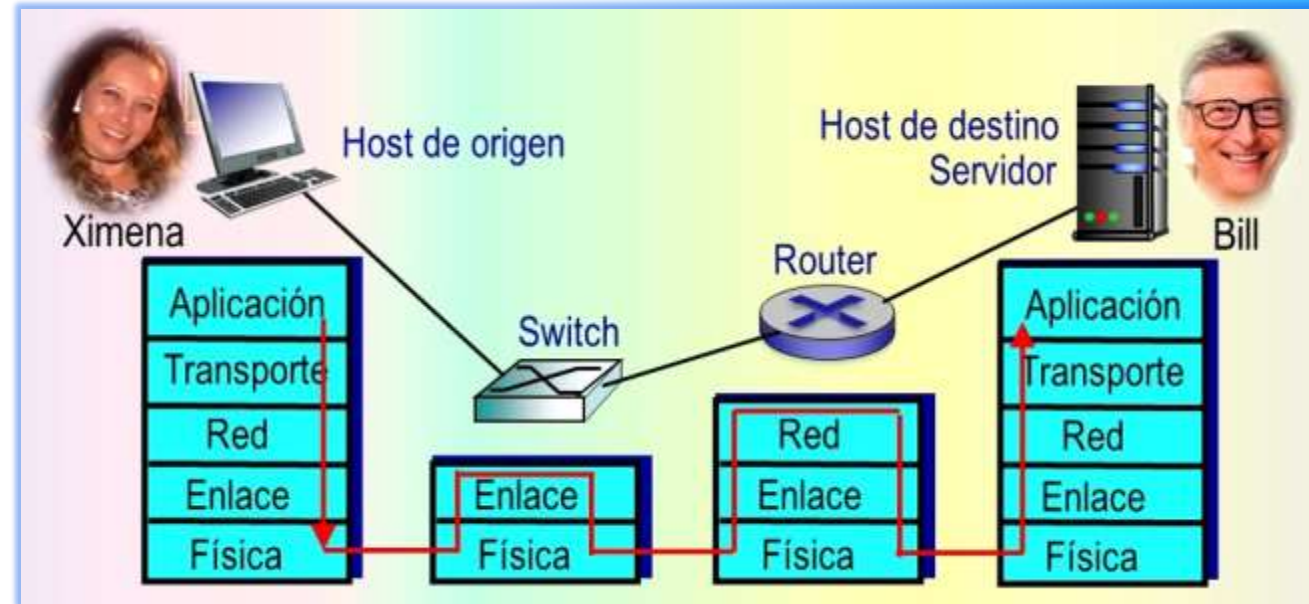 Ximena
Host de origen
Switch
Router
Host de destino
Servidor
Bill
Aplicación
Transporte
Red
Enlace
Física
Enlace
Física
Red
Enlace
Física
Aplicación
Transporte
Red
Enlace
Física